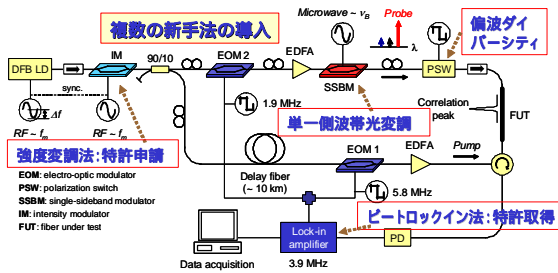 複数の新手法の導入
Microwave ~ νB
Probe
偏波ダイ
バーシティ
IM
90/10
EOM 2
EDFA
λ
DFB LD
SSBM
PSW
sync.
Δf
1.9 MHz
単一側波帯光変調
Correlation
peak
FUT
RF ~ fm
RF ~ fm
強度変調法：特許申請
EOM: electro-optic modulator
PSW: polarization switch
SSBM: single-sideband modulator
IM: intensity modulator
FUT: fiber under test
Delay fiber
(~ 10 km)
EOM 1
EDFA
Pump
5.8 MHz
ビートロックイン法：特許取得
Lock-in
amplifier
PD
Data acquisition
3.9 MHz